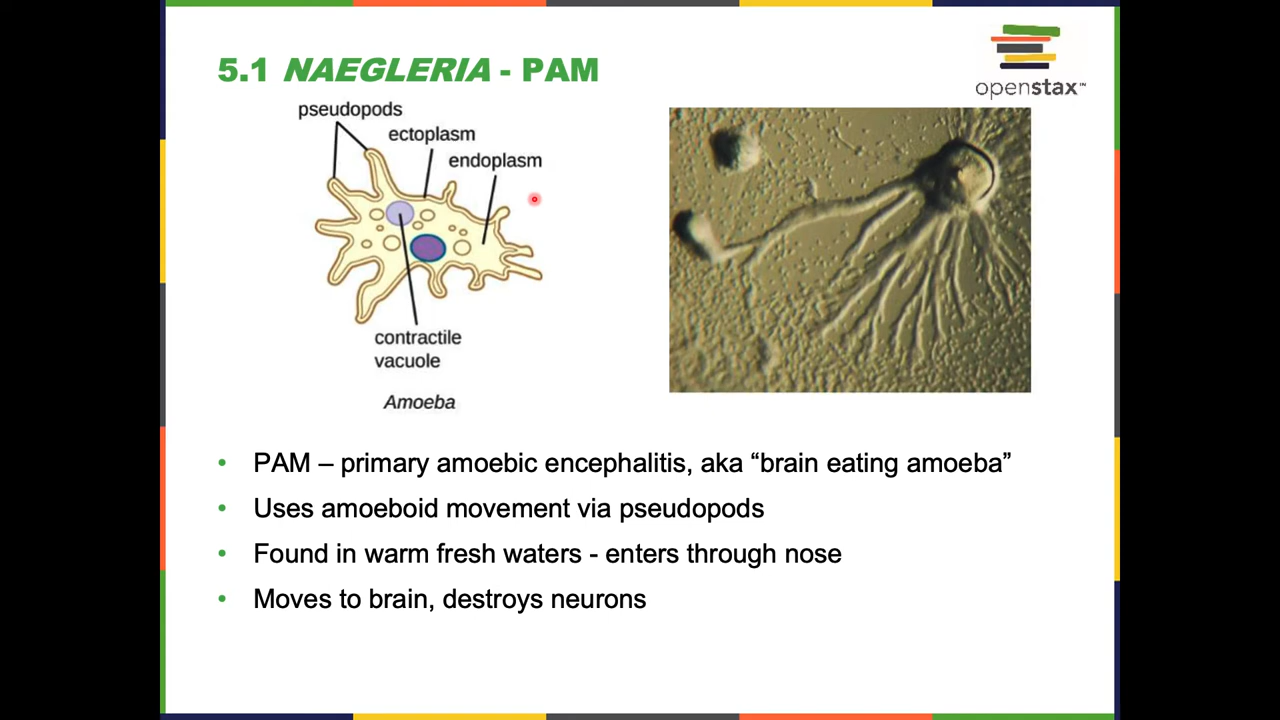 5.1 NAEGLERIA - PAM
openstax™
pseudopods
ectoplasm
endoplasm
contractile
vacuole
Amoeba
• PAM – primary amoebic encephalitis, aka “brain eating amoeba”
• Uses amoeboid movement via pseudopods
• Found in warm fresh waters - enters through nose
• Moves to brain, destroys neurons